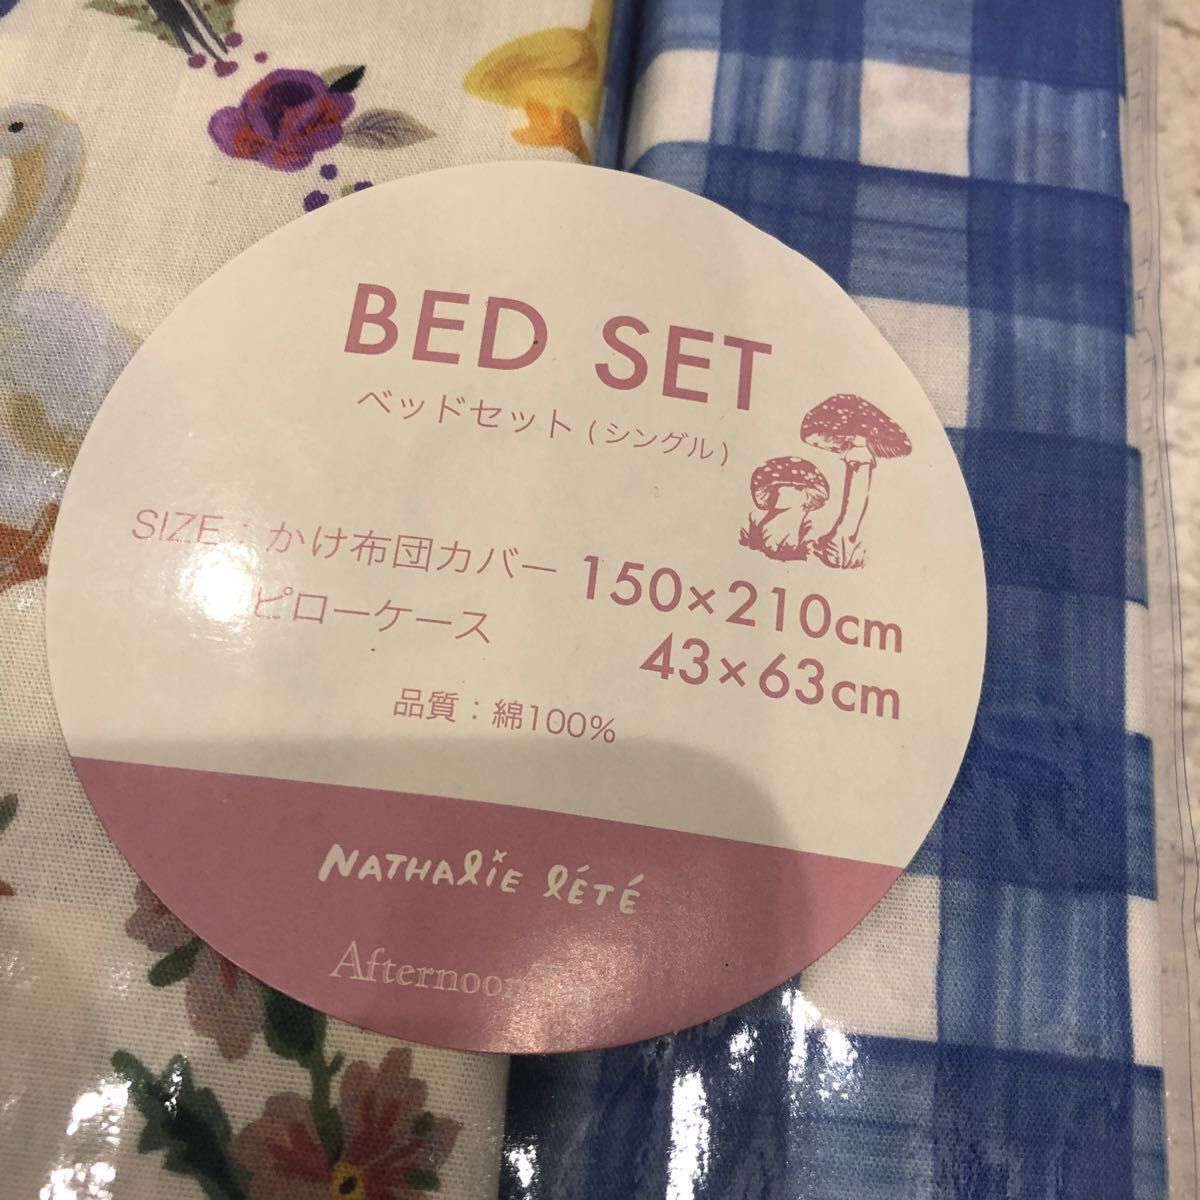 BED SET
ベッドセット (シングル)
SIZE : かけ布団カバー 150×210cm
ピローケース 43×63cm
品質 : 綿100%
NATHALIE LÉTÉ
Afternoon